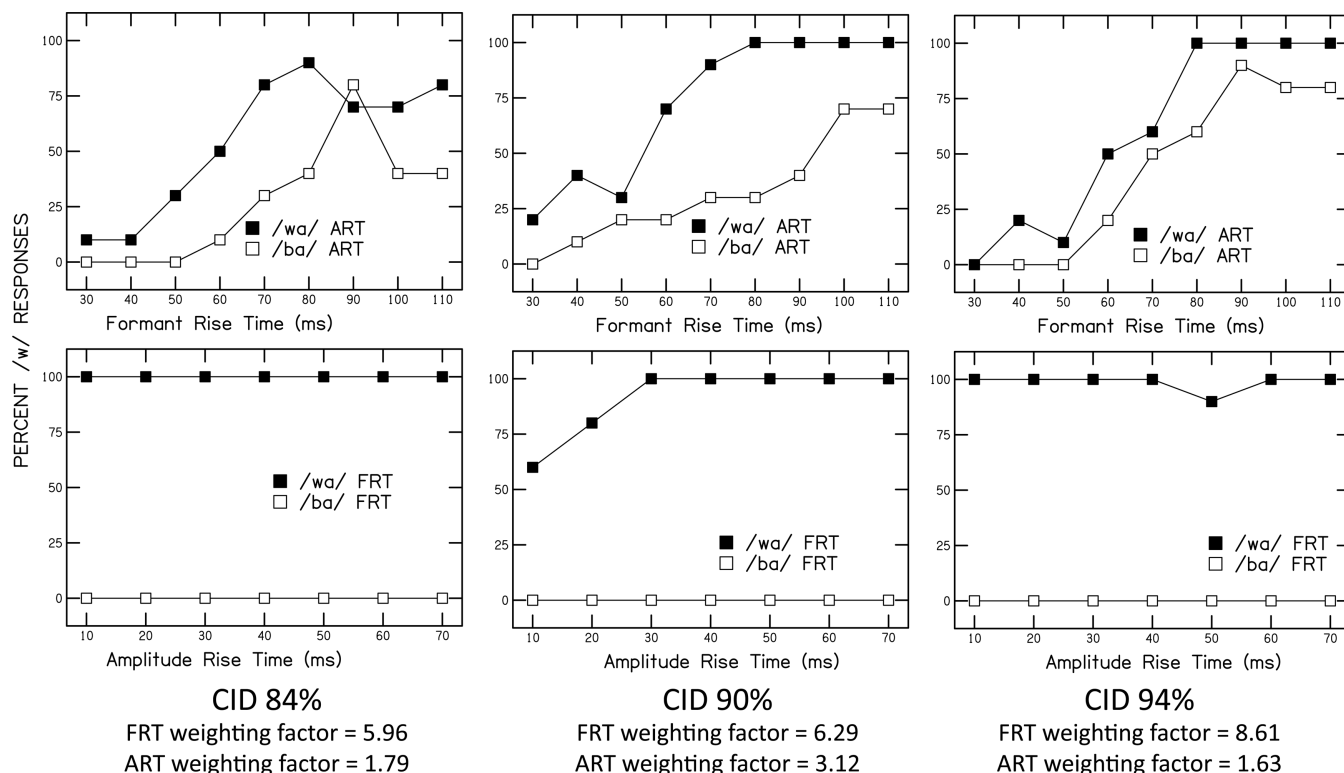 PERCENT /w/ RESPONSES
100
75
50
25
0
/wa/ ART
/ba/ ART
30 40 50 60 70 80 90 100 110
Formant Rise Time (ms)
100
75
50
25
0
/wa/ ART
/ba/ ART
30 40 50 60 70 80 90 100 110
Formant Rise Time (ms)
100
75
50
25
0
/wa/ ART
/ba/ ART
30 40 50 60 70 80 90 100 110
Formant Rise Time (ms)
100
75
50
25
0
/wa/ FRT
/ba/ FRT
10 20 30 40 50 60 70
Amplitude Rise Time (ms)
100
75
50
25
0
/wa/ FRT
/ba/ FRT
10 20 30 40 50 60 70
Amplitude Rise Time (ms)
100
75
50
25
0
/wa/ FRT
/ba/ FRT
10 20 30 40 50 60 70
Amplitude Rise Time (ms)
CID 84%
FRT weighting factor = 5.96
ART weighting factor = 1.79
CID 90%
FRT weighting factor = 6.29
ART weighting factor = 3.12
CID 94%
FRT weighting factor = 8.61
ART weighting factor = 1.63